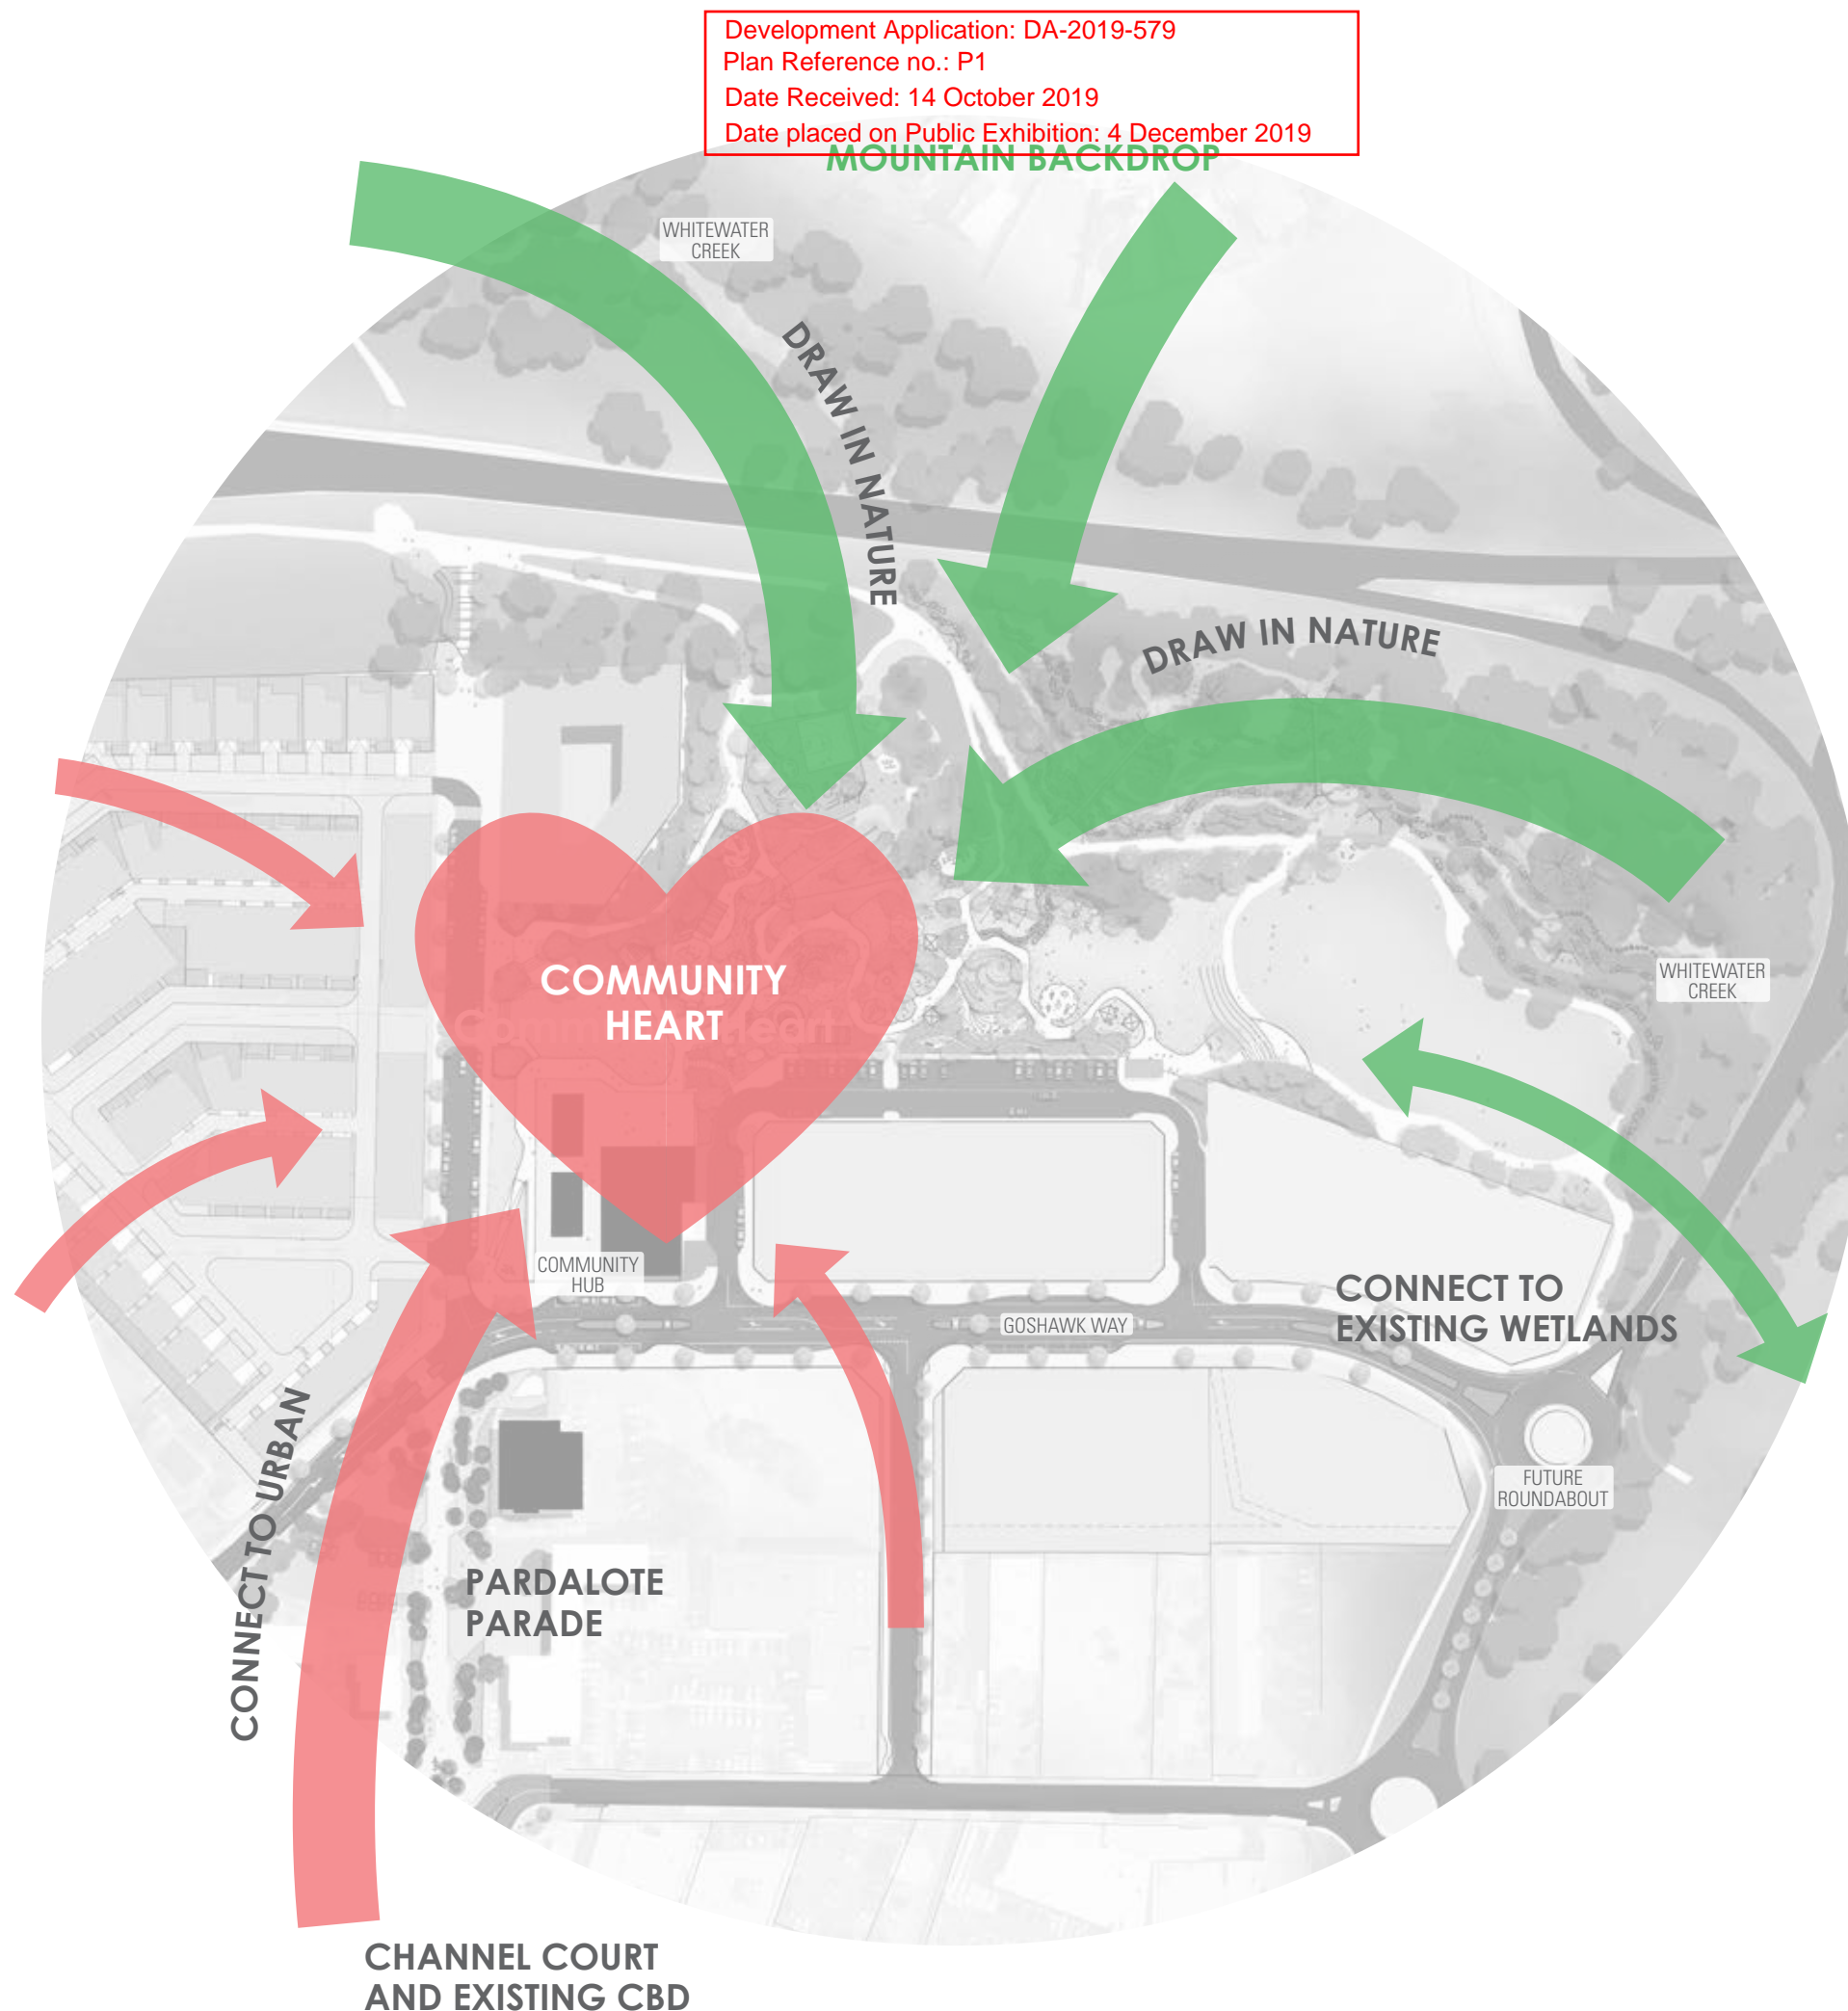 Development Application: DA-2019-579
Plan Reference no.: P1
Date Received: 14 October 2019
Date placed on Public Exhibition: 4 December 2019
MOUNTAIN BACKDROP
WHITEWATER
CREEK
DRAW IN NATURE
DRAW IN NATURE
WHITEWATER
CREEK
COMMUNITY
HEART
COMMUNITY
HUB
GOSHAWK WAY
CONNECT TO
EXISTING WETLANDS
FUTURE
ROUNDABOUT
CONNECT TO URBAN
PARDALOTE
PARADE
CHANNEL COURT
AND EXISTING CBD